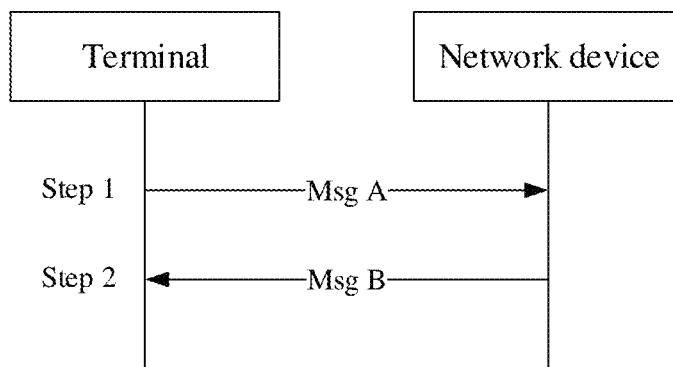 Terminal
Network device
Step 1
Msg A
Step 2
Msg B